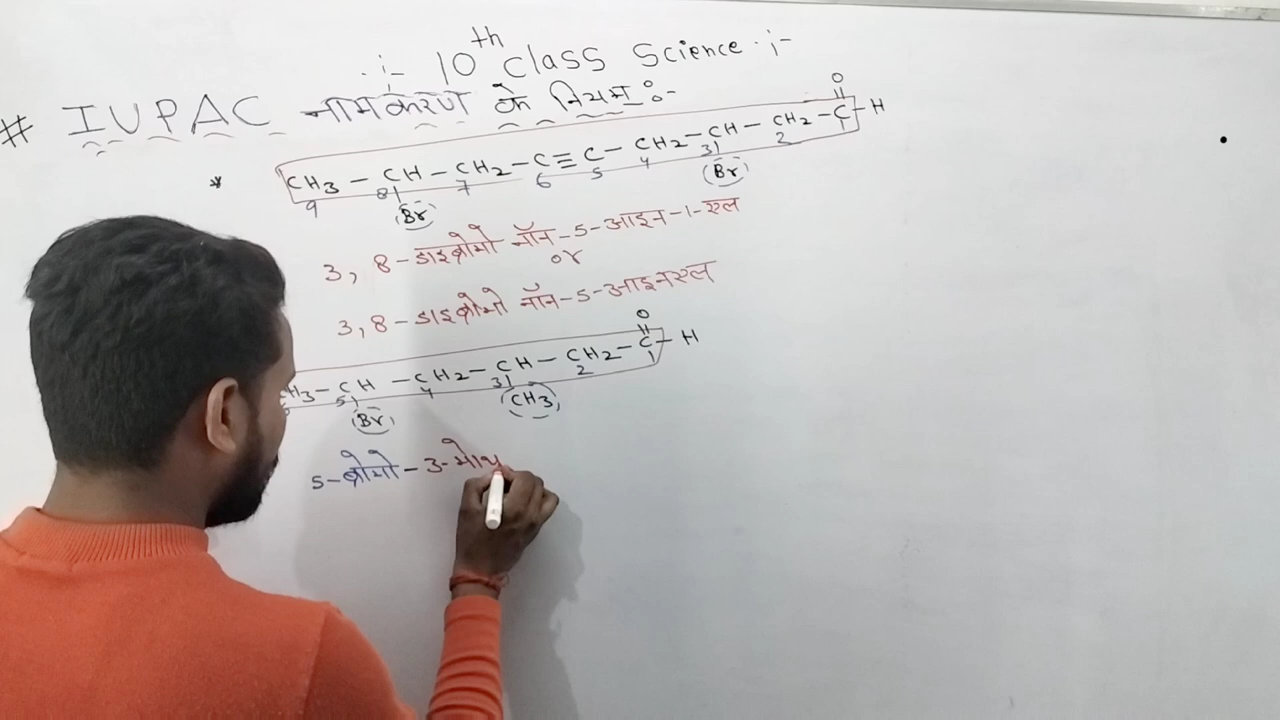 :- 10th Class Science :-
# IUPAC नामकरण के नियम :-
O
* CH3 - CH - CH2 - C ≡ C - CH2 - CH - CH2 - C - H
9 8 7 6 5 4 3 2 1
Br Br
3, 8 - डाइब्रोमो नॉन - 5 - आइन - 1 - एल
or
3, 8 - डाइब्रोमो नॉन - 5 - आइनएल
O
H3 - CH - CH2 - CH - CH2 - C - H
5 4 3 2 1
Br CH3
5 - ब्रोमो - 3 - मेाथ